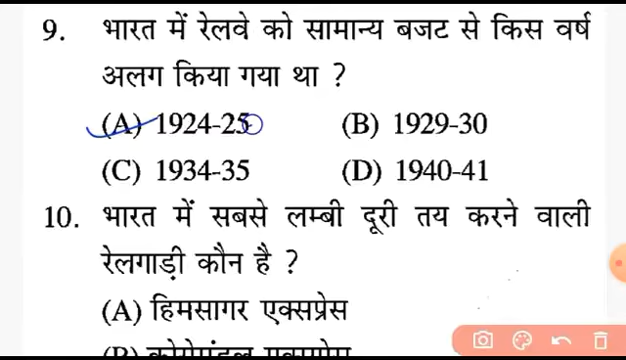 9. भारत में रेलवे को सामान्य बजट से किस वर्ष
अलग किया गया था ?
(A) 1924-25 (B) 1929-30
(C) 1934-35 (D) 1940-41
10. भारत में सबसे लम्बी दूरी तय करने वाली
रेलगाड़ी कौन है ?
(A) हिमसागर एक्सप्रेस